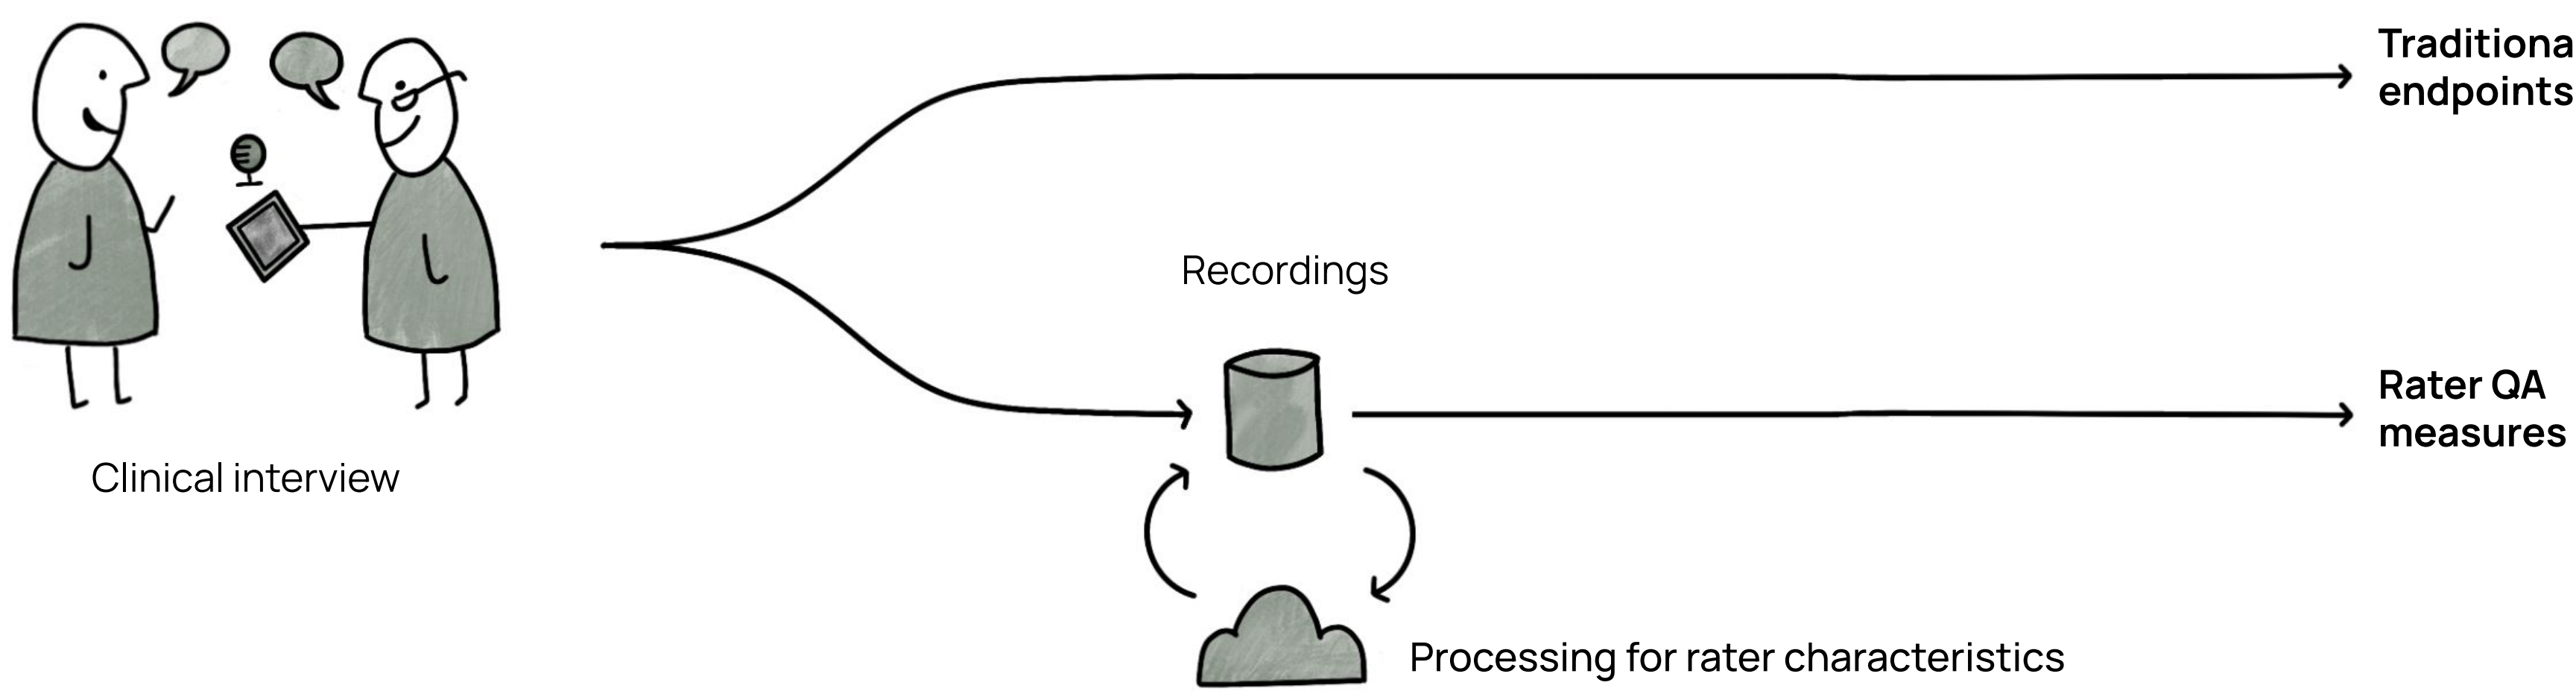 Traditiona
endpoints
Recordings
Rater QA
measures
Clinical interview
Processing for rater characteristics